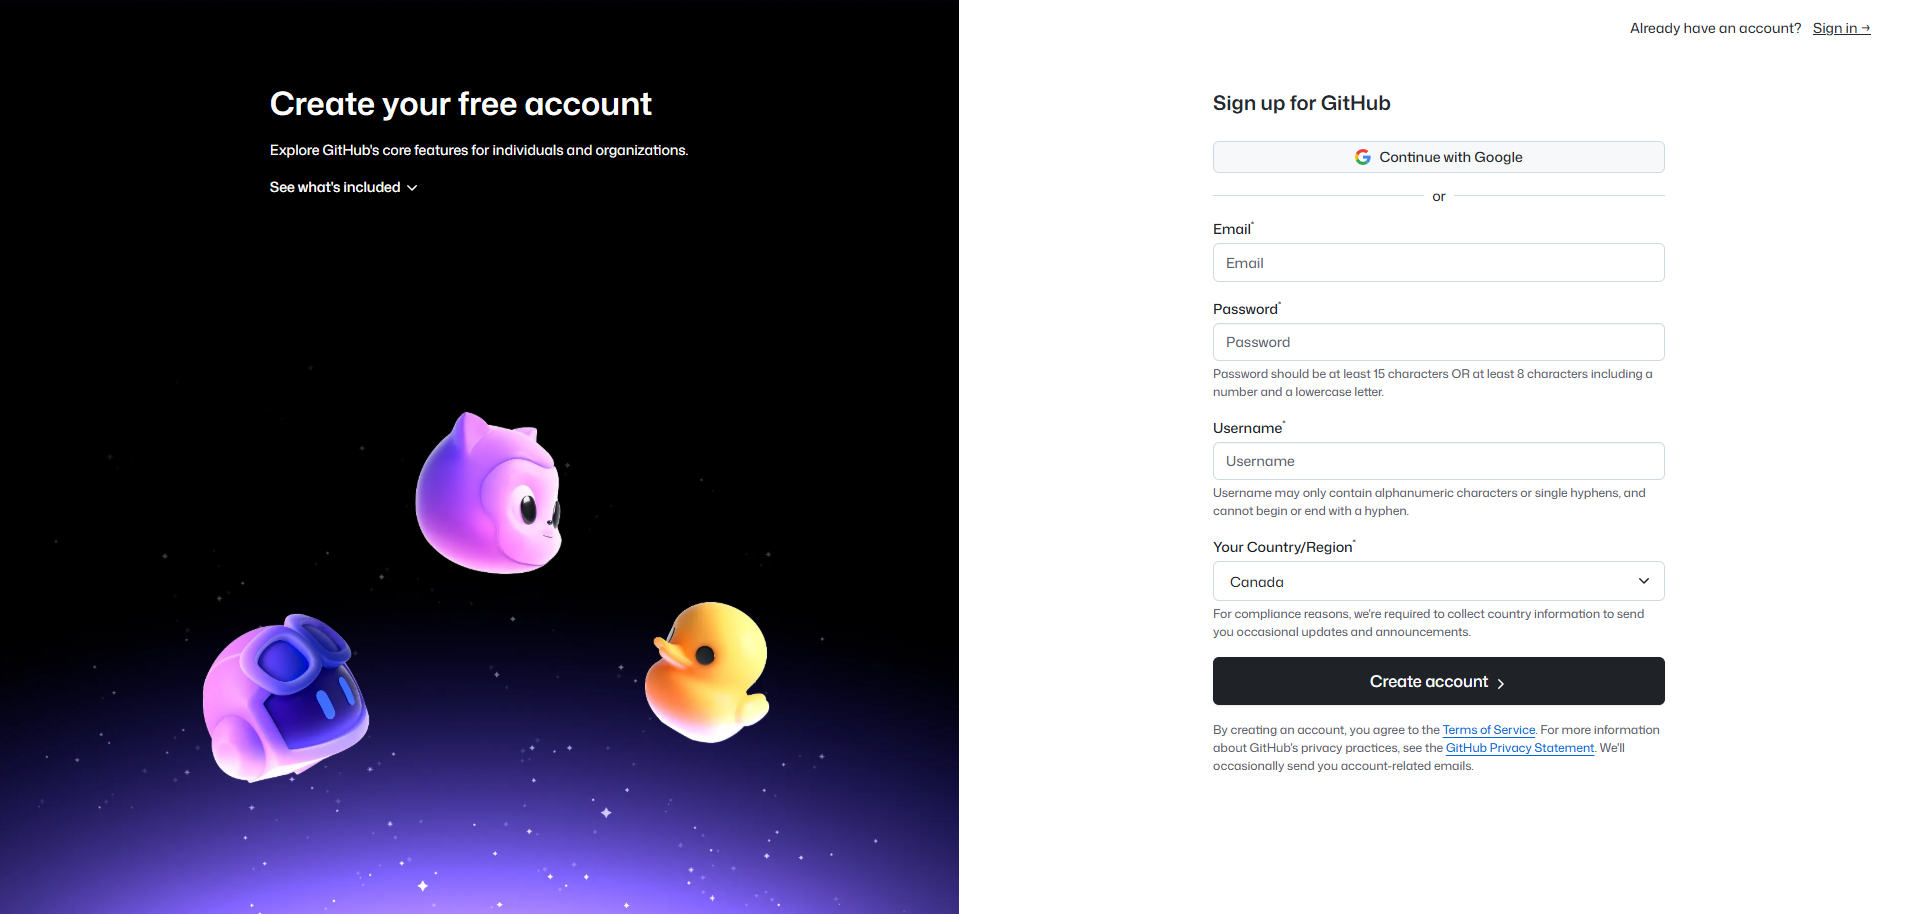 Already have an account? Sign in →
Create your free account
Explore GitHub's core features for individuals and organizations.
See what's included
Sign up for GitHub
Continue with Google
or
Email*
Email
Password*
Password
Password should be at least 15 characters OR at least 8 characters including a
number and a lowercase letter.
Username*
Username
Username may only contain alphanumeric characters or single hyphens, and
cannot begin or end with a hyphen.
Your Country/Region*
Canada
For compliance reasons, we're required to collect country information to send
you occasional updates and announcements.
Create account
By creating an account, you agree to the Terms of Service. For more information
about GitHub's privacy practices, see the GitHub Privacy Statement. We'll
occasionally send you account-related emails.